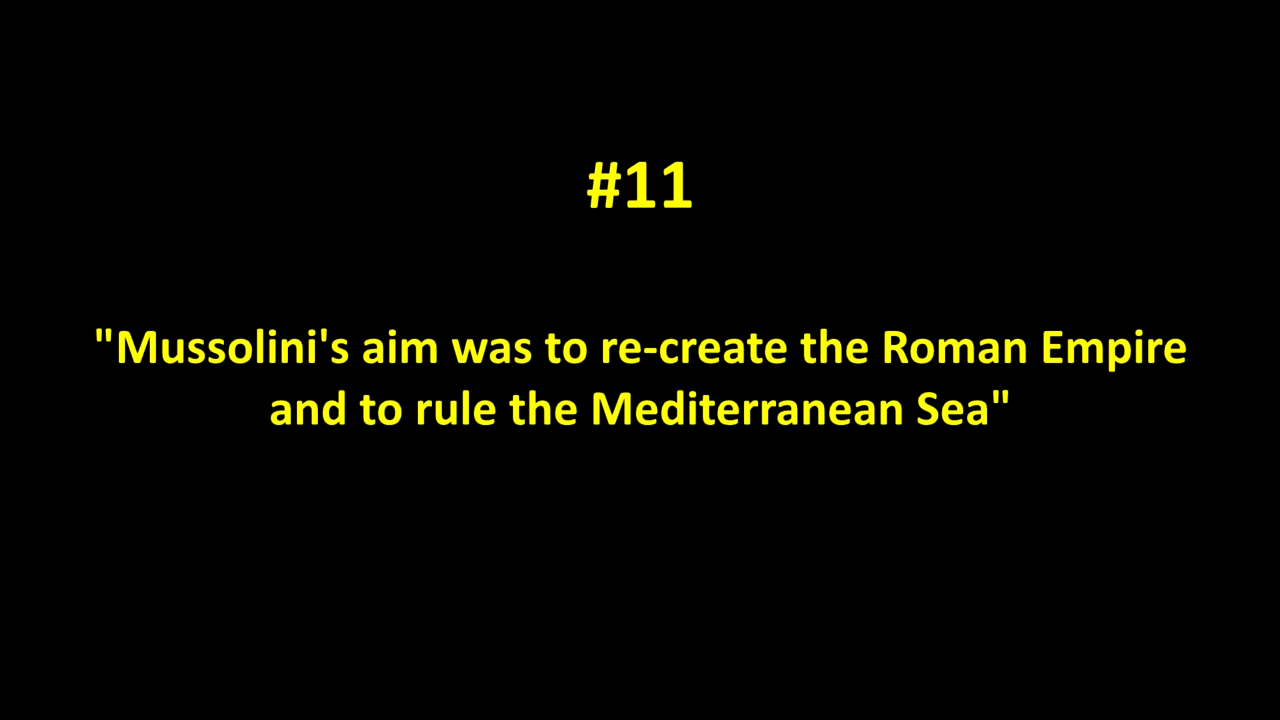 #11
"Mussolini's aim was to re-create the Roman Empire
and to rule the Mediterranean Sea"